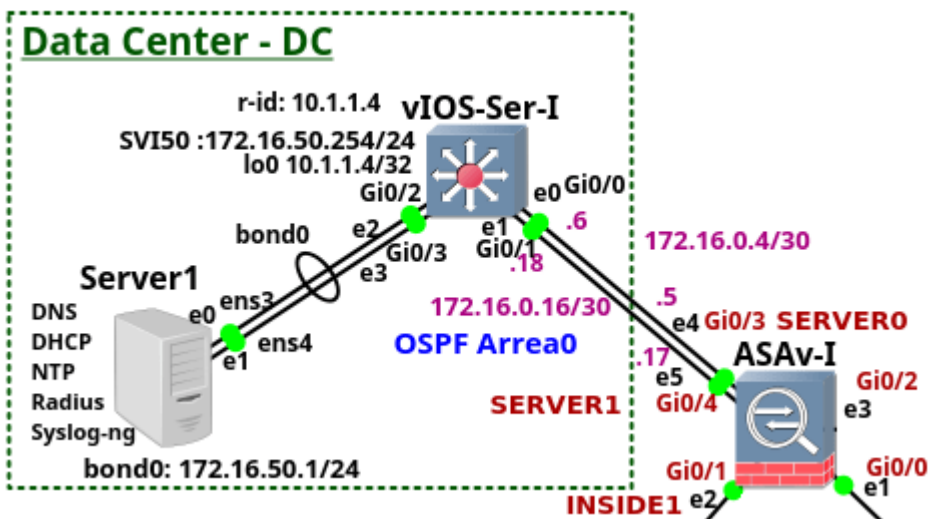 Data Center - DC
r-id: 10.1.1.4
vIOS-Ser-I
SVI50 :172.16.50.254/24
lo0 10.1.1.4/32
Gi0/2
e0
Gi0/0
e2
e1
.6
bond0
Gi0/3
Gi0/1
172.16.0.4/30
e3
.18
Server1
ens3
172.16.0.16/30
.5
DNS
e0
e4
Gi0/3
SERVER0
DHCP
ens4
OSPF Arrea0
.17
ASAv-I
NTP
e1
e5
Gi0/2
Radius
SERVER1
Gi0/4
e3
Syslog-ng
bond0: 172.16.50.1/24
Gi0/1
Gi0/0
INSIDE1
e2
e1